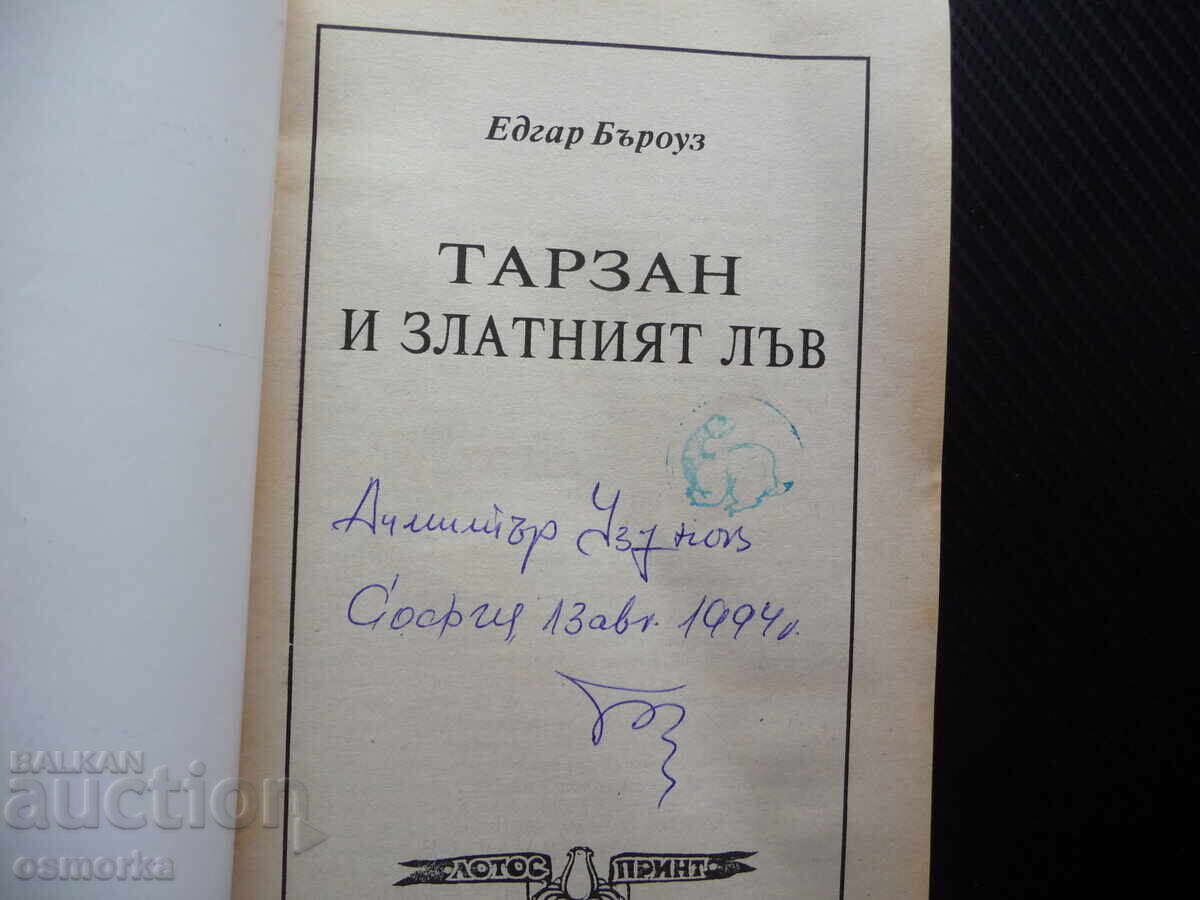 Едгар Бъроуз
ТАРЗАН
И ЗЛАТНИЯТ ЛЪВ
Димитър Узунов
София 13 авг. 1994 г.
ЛОТОС ПРИНТ
BALKAN
auction
osmorka